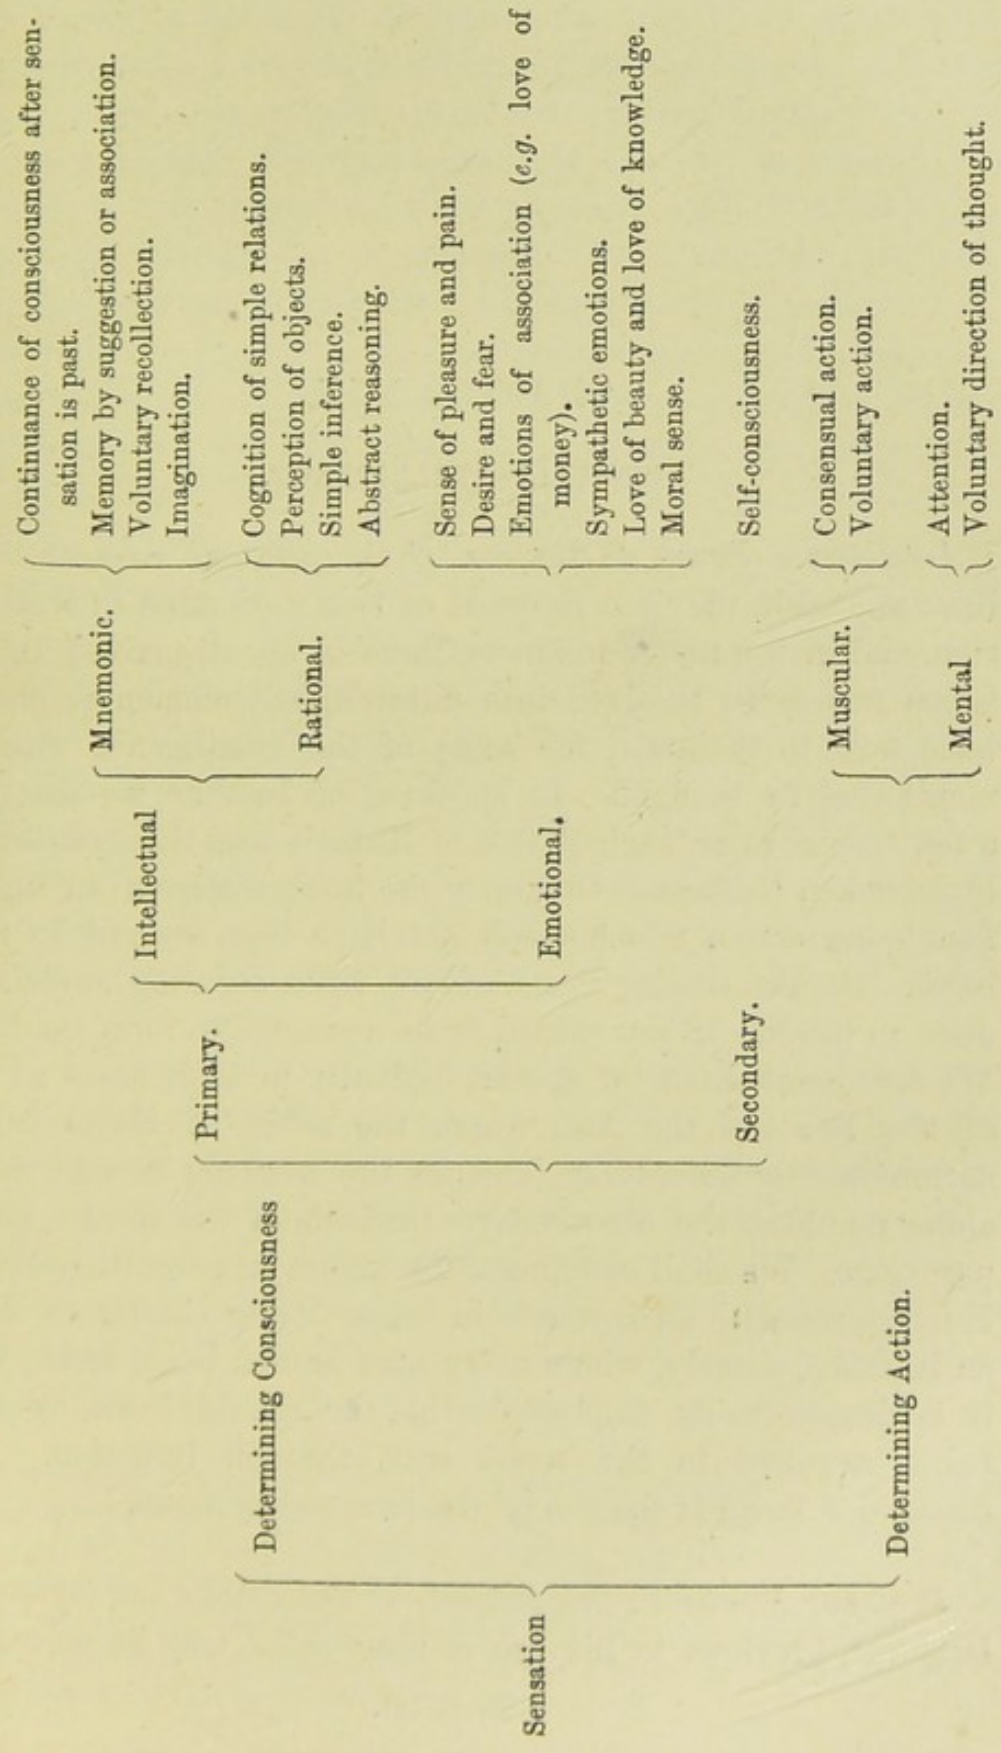 Sensation
Determining Consciousness
Primary.
Intellectual
Mnemonic.
Continuance of consciousness after sen-
sation is past.
Memory by suggestion or association.
Voluntary recollection.
Imagination.
Rational.
Cognition of simple relations.
Perception of objects.
Simple inference.
Abstract reasoning.
Emotional.
Sense of pleasure and pain.
Desire and fear.
Emotions of association (e.g. love of
money).
Sympathetic emotions.
Love of beauty and love of knowledge.
Moral sense.
Secondary.
Self-consciousness.
Determining Action.
Muscular.
Consensual action.
Voluntary action.
Mental
Attention.
Voluntary direction of thought.